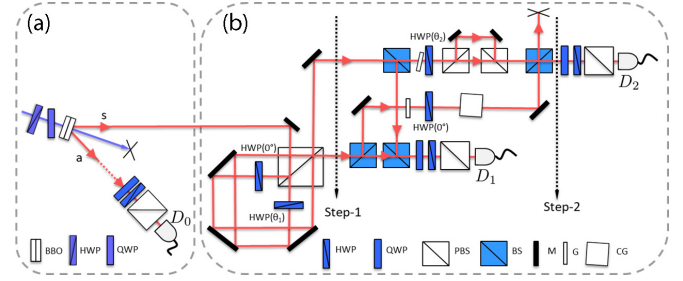 (a)
(b)
HWP(θ₂)
D₂
s
a
HWP(0°)
HWP(0°)
D₁
HWP(θ₁)
Step-1
Step-2
D₀
BBO
HWP
QWP
HWP
QWP
PBS
BS
M
G
CG